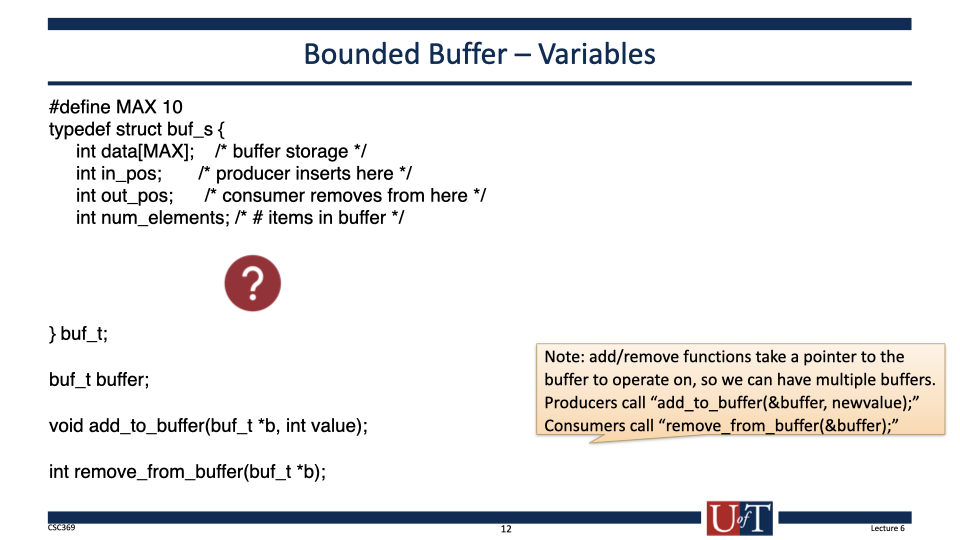 Bounded Buffer – Variables
#define MAX 10
typedef struct buf_s {
int data[MAX]; /* buffer storage */
int in_pos; /* producer inserts here */
int out_pos; /* consumer removes from here */
int num_elements; /* # items in buffer */
?
} buf_t;
buf_t buffer;
void add_to_buffer(buf_t *b, int value);
int remove_from_buffer(buf_t *b);
Note: add/remove functions take a pointer to the
buffer to operate on, so we can have multiple buffers.
Producers call “add_to_buffer(&buffer, newvalue);”
Consumers call “remove_from_buffer(&buffer);”
CSC369
12
U of T
Lecture 6